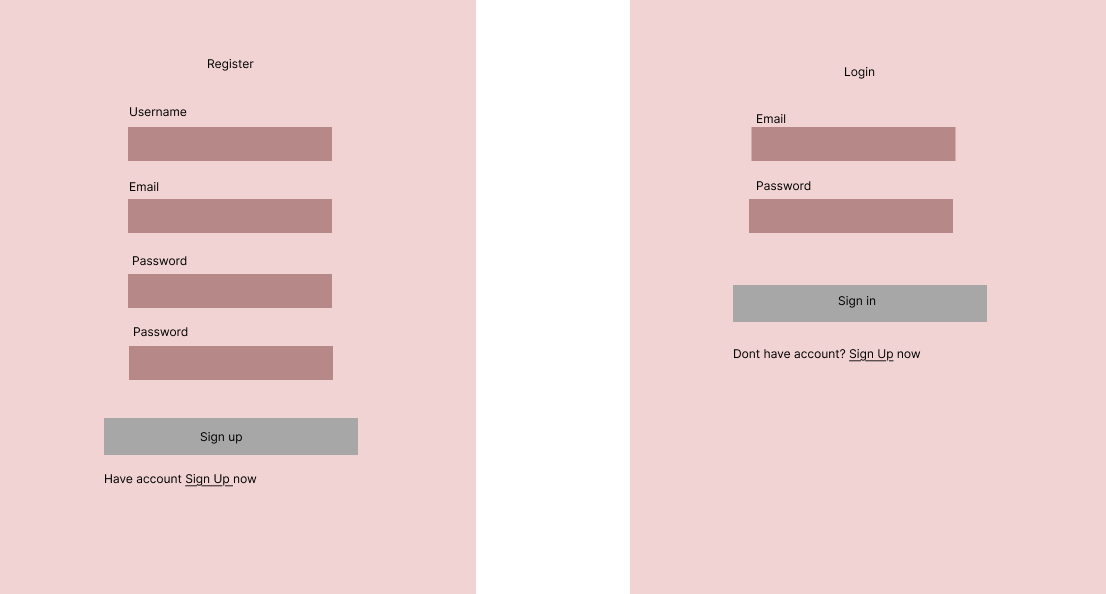 Register
Username
Email
Password
Password
Sign up
Have account Sign Up now
Login
Email
Password
Sign in
Dont have account? Sign Up now